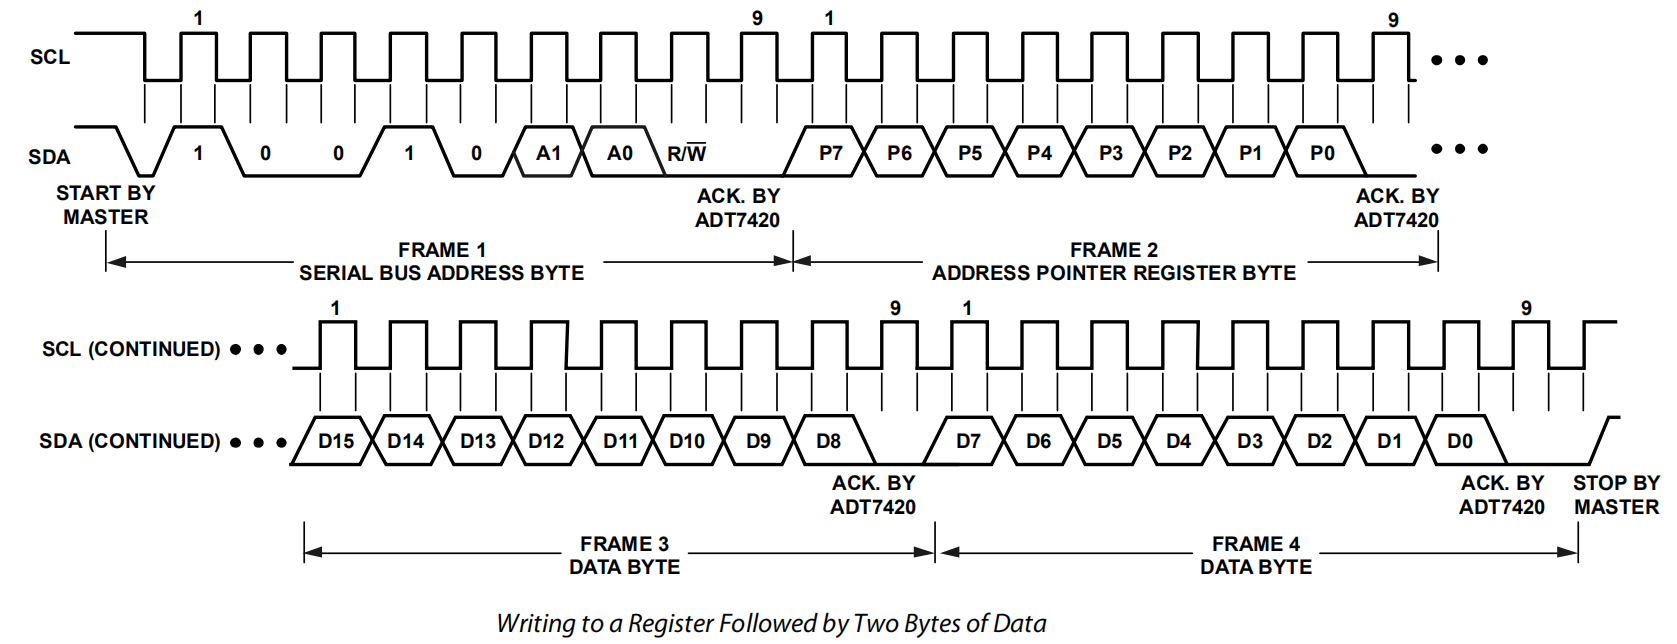 1 9 1 9
SCL
SDA 1 0 0 1 0 A1 A0 R/W̅ P7 P6 P5 P4 P3 P2 P1 P0
START BY
MASTER
ACK. BY
ADT7420
ACK. BY
ADT7420
FRAME 1
SERIAL BUS ADDRESS BYTE
FRAME 2
ADDRESS POINTER REGISTER BYTE
1 9 1 9
SCL (CONTINUED)
SDA (CONTINUED) D15 D14 D13 D12 D11 D10 D9 D8 D7 D6 D5 D4 D3 D2 D1 D0
ACK. BY
ADT7420
ACK. BY
ADT7420
STOP BY
MASTER
FRAME 3
DATA BYTE
FRAME 4
DATA BYTE
Writing to a Register Followed by Two Bytes of Data